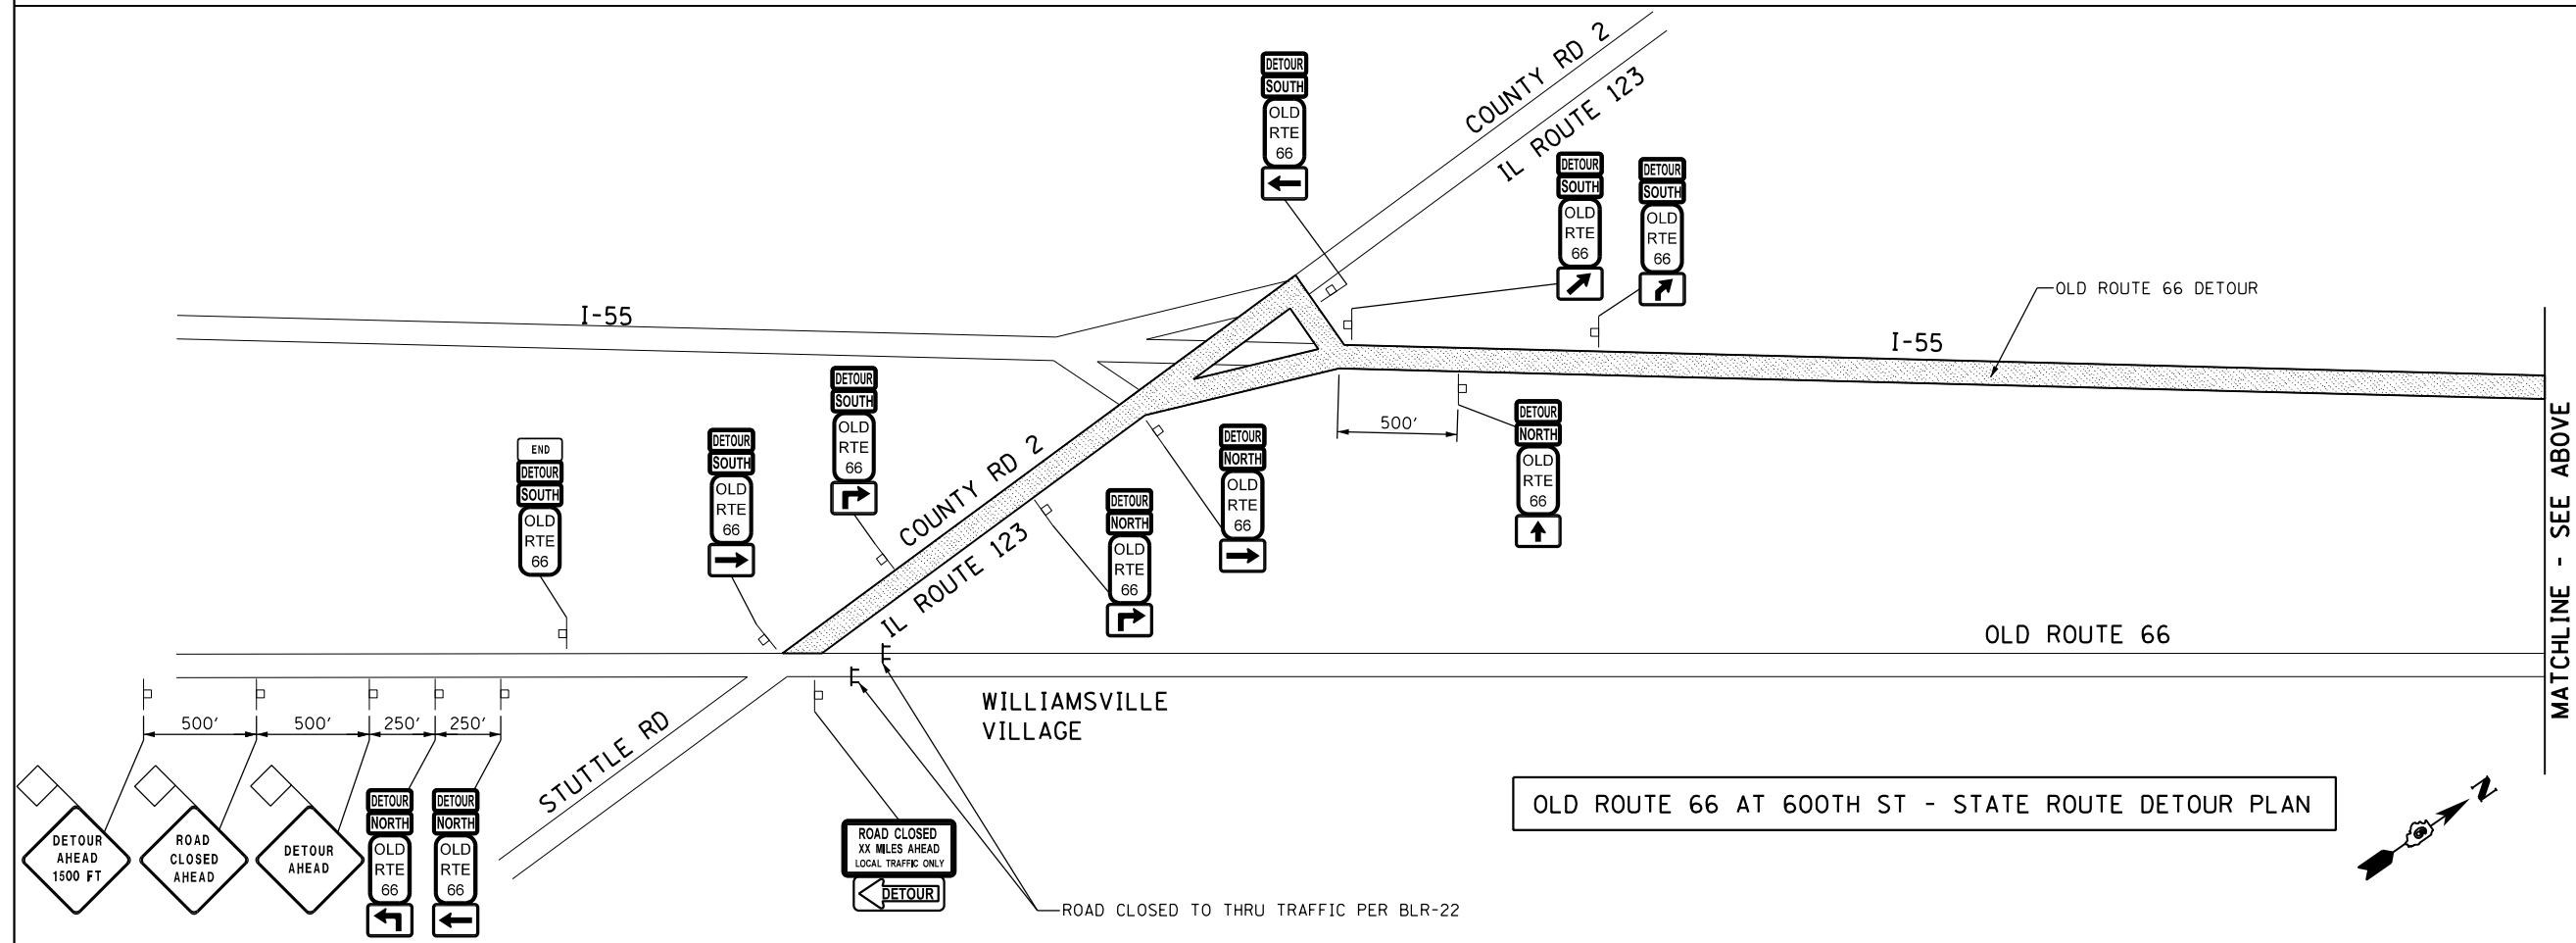 COUNTY RD 2
IL ROUTE 123
DETOUR
SOUTH
OLD
RTE
66
DETOUR
SOUTH
OLD
RTE
66
DETOUR
SOUTH
OLD
RTE
66
OLD ROUTE 66 DETOUR
I-55
I-55
DETOUR
SOUTH
OLD
RTE
66
DETOUR
SOUTH
OLD
RTE
66
END
DETOUR
SOUTH
OLD
RTE
66
COUNTY RD 2
IL ROUTE 123
DETOUR
NORTH
OLD
RTE
66
DETOUR
NORTH
OLD
RTE
66
500'
DETOUR
NORTH
OLD
RTE
66
MATCHLINE - SEE ABOVE
OLD ROUTE 66
WILLIAMSVILLE
VILLAGE
500'
500'
250'
250'
STUTTLE RD
DETOUR
AHEAD
1500 FT
ROAD
CLOSED
AHEAD
DETOUR
AHEAD
DETOUR
NORTH
OLD
RTE
66
DETOUR
NORTH
OLD
RTE
66
ROAD CLOSED
XX MILES AHEAD
LOCAL TRAFFIC ONLY
DETOUR
ROAD CLOSED TO THRU TRAFFIC PER BLR-22
OLD ROUTE 66 AT 600TH ST - STATE ROUTE DETOUR PLAN
N